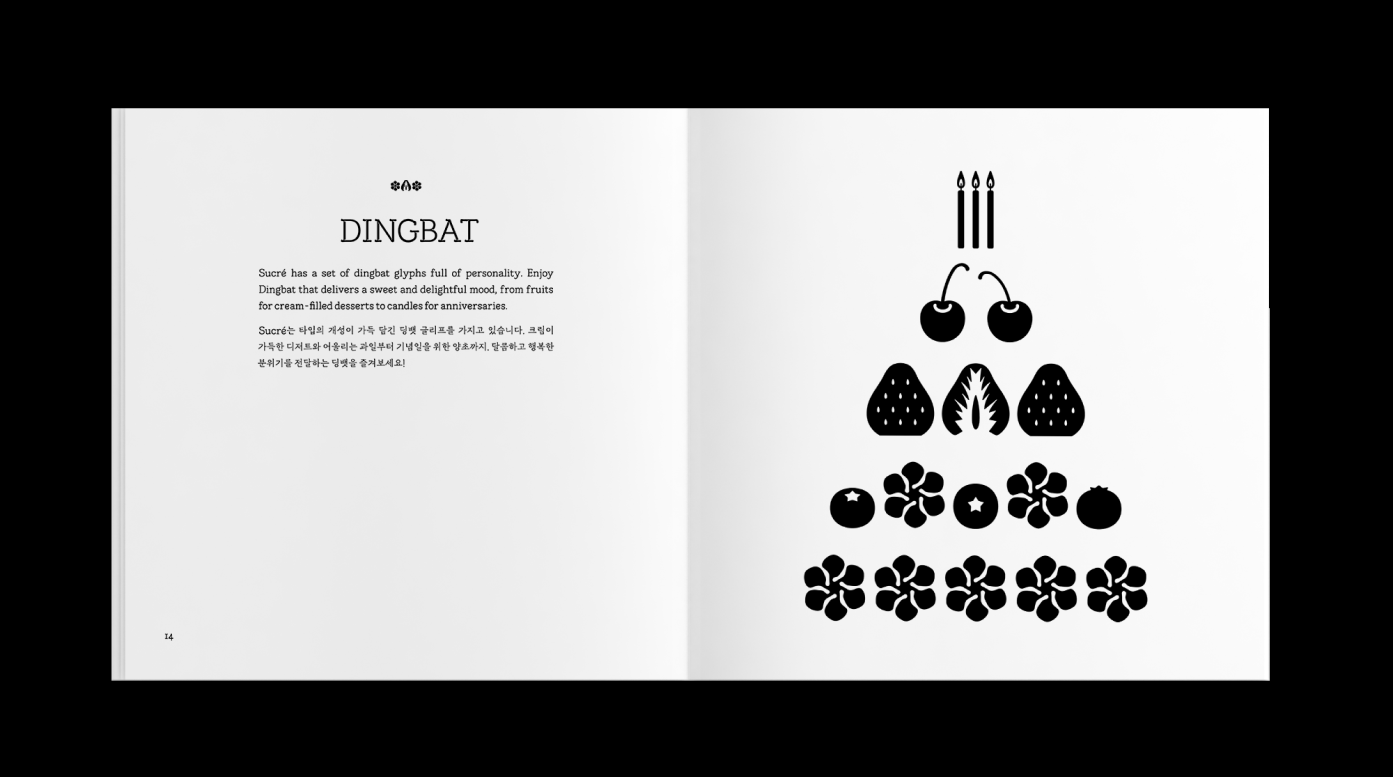 DINGBAT
Sucré has a set of dingbat glyphs full of personality. Enjoy
Dingbat that delivers a sweet and delightful mood, from fruits
for cream-filled desserts to candles for anniversaries.
Sucré는 타입의 개성이 가득 담긴 딩뱃 글리프를 가지고 있습니다. 크림이
가득한 디저트와 어울리는 과일부터 기념일을 위한 양초까지, 달콤하고 행복한
분위기를 전달하는 딩뱃을 즐겨보세요!
14